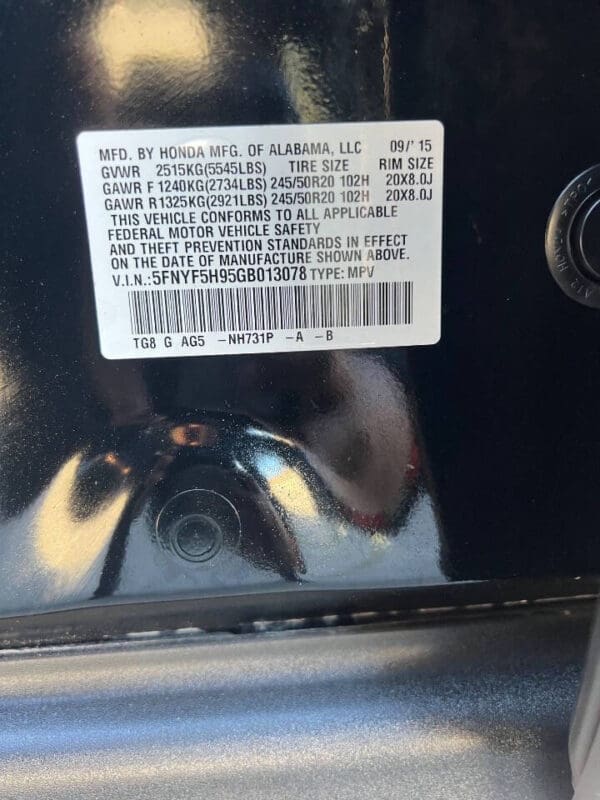 MFD. BY HONDA MFG. OF ALABAMA, LLC 09/'15
GVWR 2515KG(5545LBS) TIRE SIZE RIM SIZE
GAWR F 1240KG(2734LBS) 245/50R20 102H 20X8.0J
GAWR R1325KG(2921LBS) 245/50R20 102H 20X8.0J
THIS VEHICLE CONFORMS TO ALL APPLICABLE
FEDERAL MOTOR VEHICLE SAFETY
AND THEFT PREVENTION STANDARDS IN EFFECT
ON THE DATE OF MANUFACTURE SHOWN ABOVE.
V.I.N.:5FNYF5H95GB013078 TYPE: MPV
TG8 G AG5 -NH731P -A -B